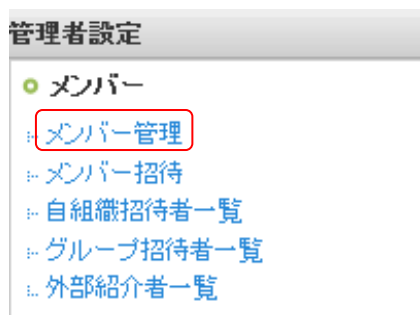 管理者設定
メンバー
メンバー管理
メンバー招待
自組織招待者一覧
グループ招待者一覧
外部紹介者一覧